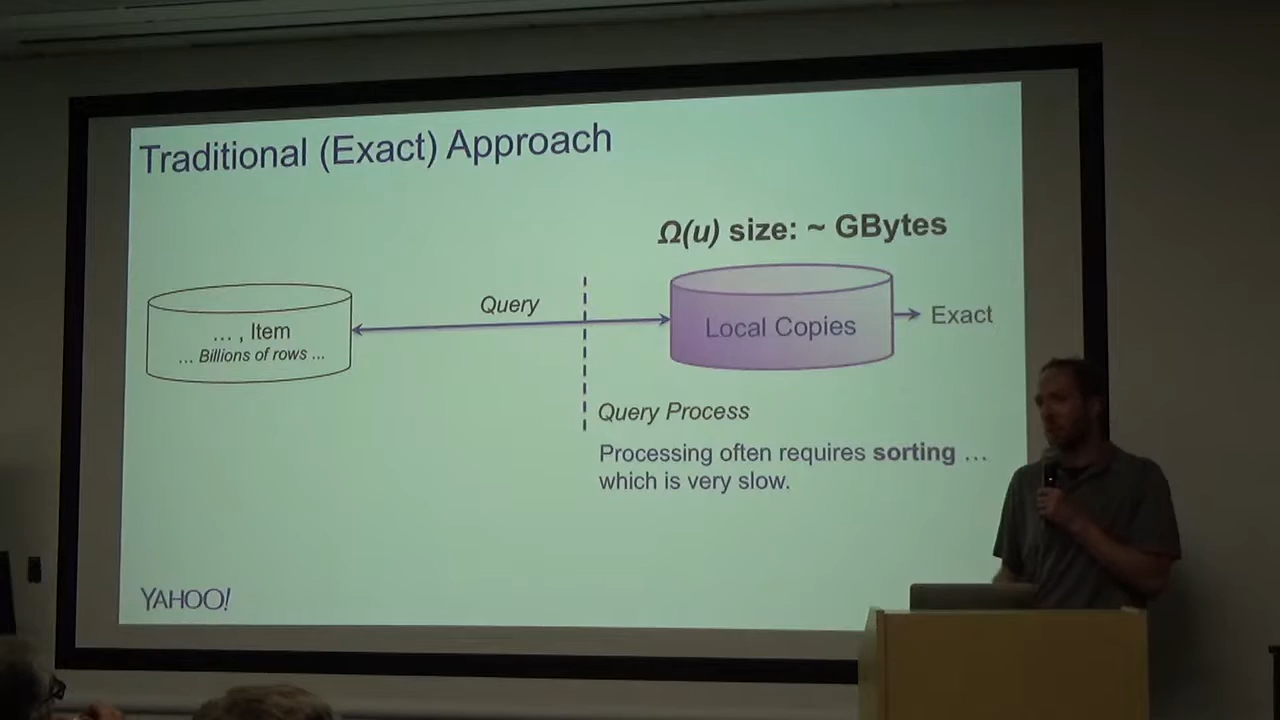 Traditional (Exact) Approach
Ω(u) size: ~ GBytes
… , Item
… Billions of rows …
Query
Local Copies
Exact
Query Process
Processing often requires sorting …
which is very slow.
YAHOO!